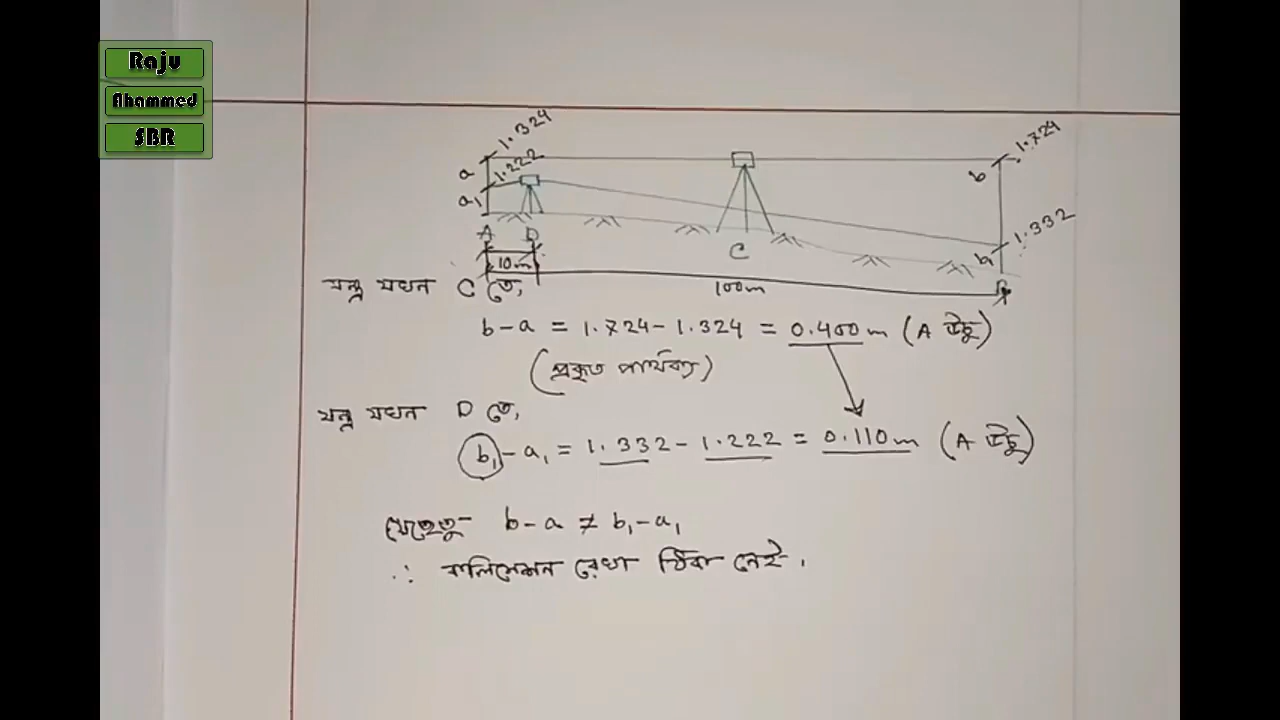 Raju
Ahammed
SBR
1.324
1.724
a
1.222
b
a₁
1.332
b₁
A D
C
10m
100m
B
যন্ত্র যখন C তে,
b-a = 1.724 - 1.324 = 0.400m (A উঁচু)
(প্রকৃত পার্থক্য)
যন্ত্র যখন D তে,
b₁-a₁ = 1.332 - 1.222 = 0.110m (A উঁচু)
যেহেতু- b-a ≠ b₁-a₁
∴ কলিমেশন রেখা ঠিক নেই.